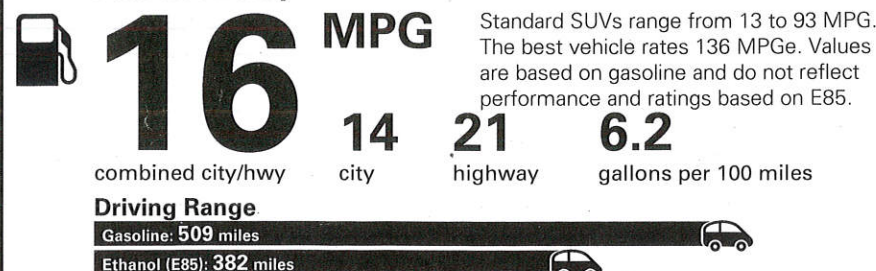 16 MPG
Standard SUVs range from 13 to 93 MPG.
The best vehicle rates 136 MPGe. Values
are based on gasoline and do not reflect
performance and ratings based on E85.
14 21 6.2
combined city/hwy city highway gallons per 100 miles
Driving Range
Gasoline: 509 miles
Ethanol (E85): 382 miles